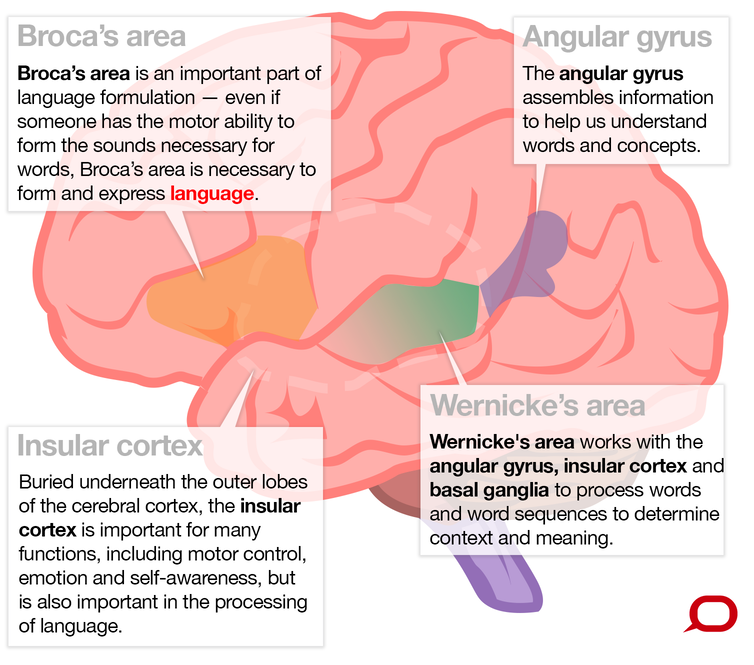 Broca’s area
Broca’s area is an important part of
language formulation — even if
someone has the motor ability to
form the sounds necessary for
words, Broca’s area is necessary to
form and express language.
Angular gyrus
The angular gyrus
assembles information
to help us understand
words and concepts.
Insular cortex
Buried underneath the outer lobes
of the cerebral cortex, the insular
cortex is important for many
functions, including motor control,
emotion and self-awareness, but
is also important in the processing
of language.
Wernicke’s area
Wernicke's area works with the
angular gyrus, insular cortex and
basal ganglia to process words
and word sequences to determine
context and meaning.